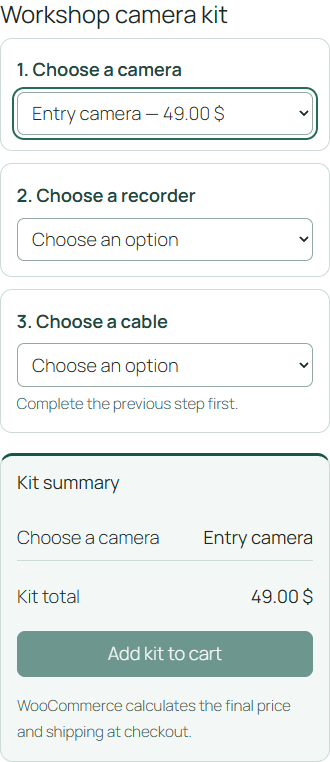 Workshop camera kit
1. Choose a camera
Entry camera — 49.00 $
2. Choose a recorder
Choose an option
3. Choose a cable
Choose an option
Complete the previous step first.
Kit summary
Choose a camera Entry camera
Kit total 49.00 $
Add kit to cart
WooCommerce calculates the final price
and shipping at checkout.